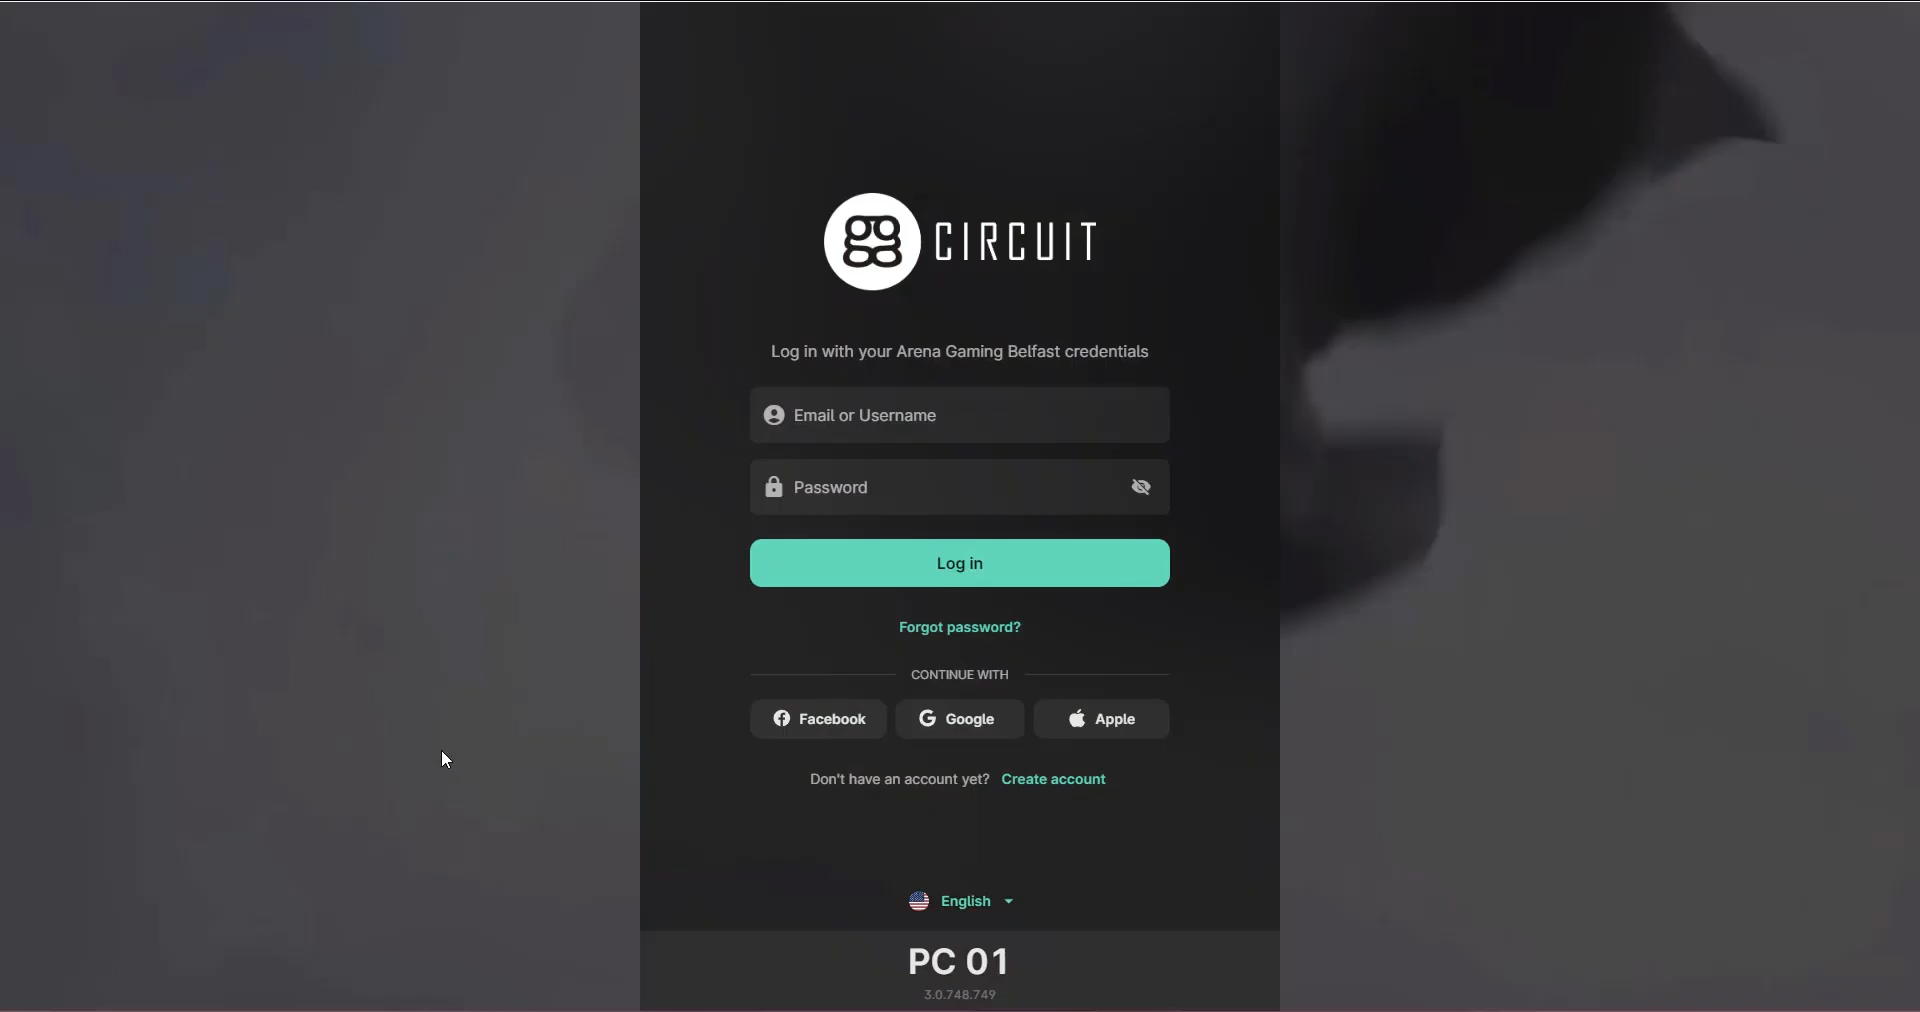 CIRCUIT
Log in with your Arena Gaming Belfast credentials
Email or Username
Password
Log in
Forgot password?
CONTINUE WITH
Facebook Google Apple
Don't have an account yet? Create account
English
PC 01
3.0.748.749